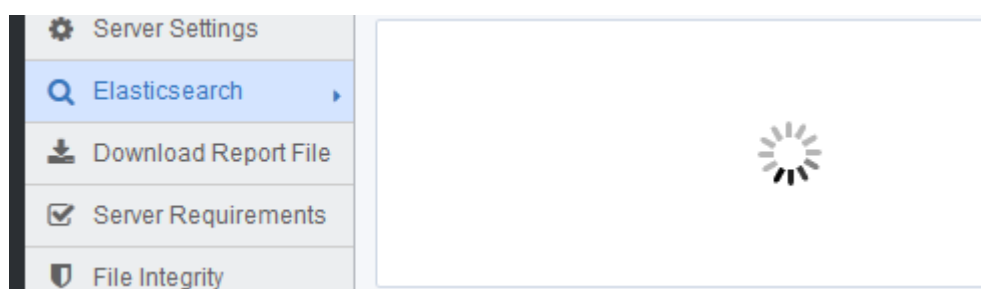 Server Settings
Elasticsearch
Download Report File
Server Requirements
File Integrity